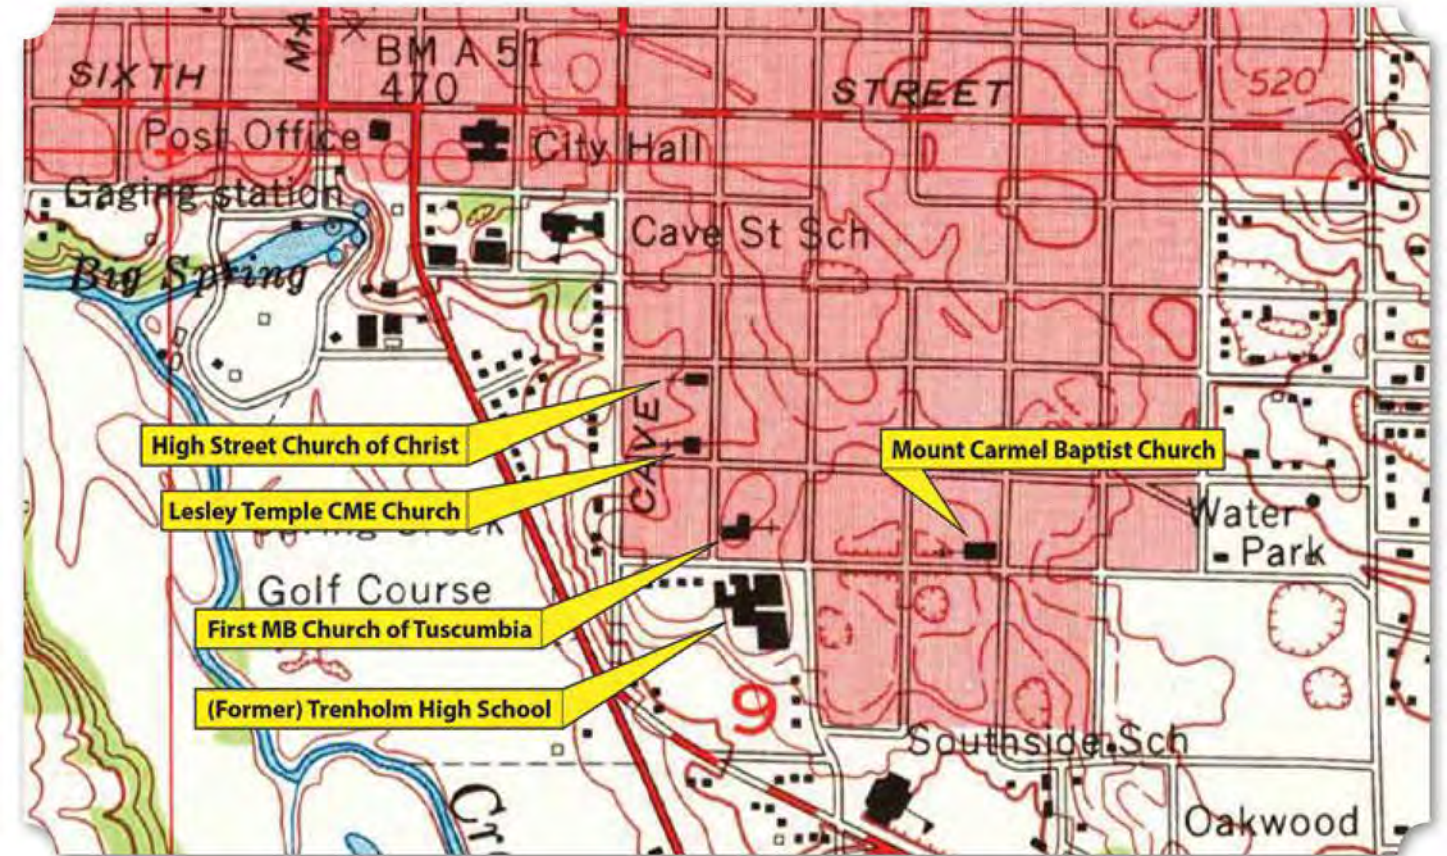 MA
BM A 51
470
SIXTH
STREET
520
Post Office
City Hall
Gaging station
Cave St Sch
Big Spring
CAVE
High Street Church of Christ
Mount Carmel Baptist Church
Lesley Temple CME Church
Water
Park
Golf Course
First MB Church of Tuscumbia
(Former) Trenholm High School
9
Southside Sch
Cr
Oakwood